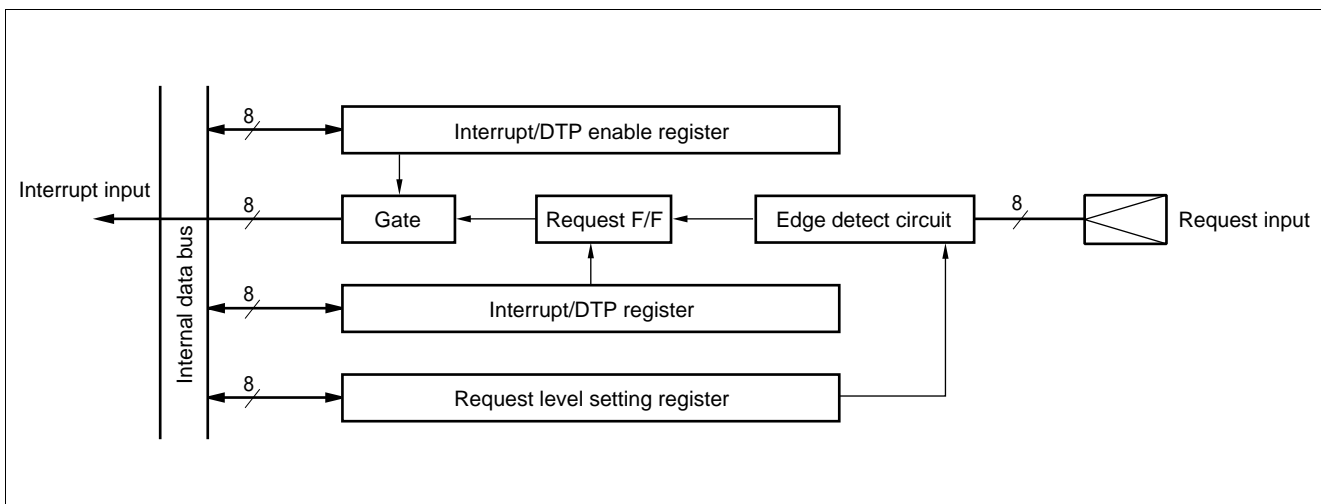 8
Interrupt/DTP enable register
Interrupt input
8
Gate
Request F/F
Edge detect circuit
8
Request input
Internal data bus
8
Interrupt/DTP register
8
Request level setting register